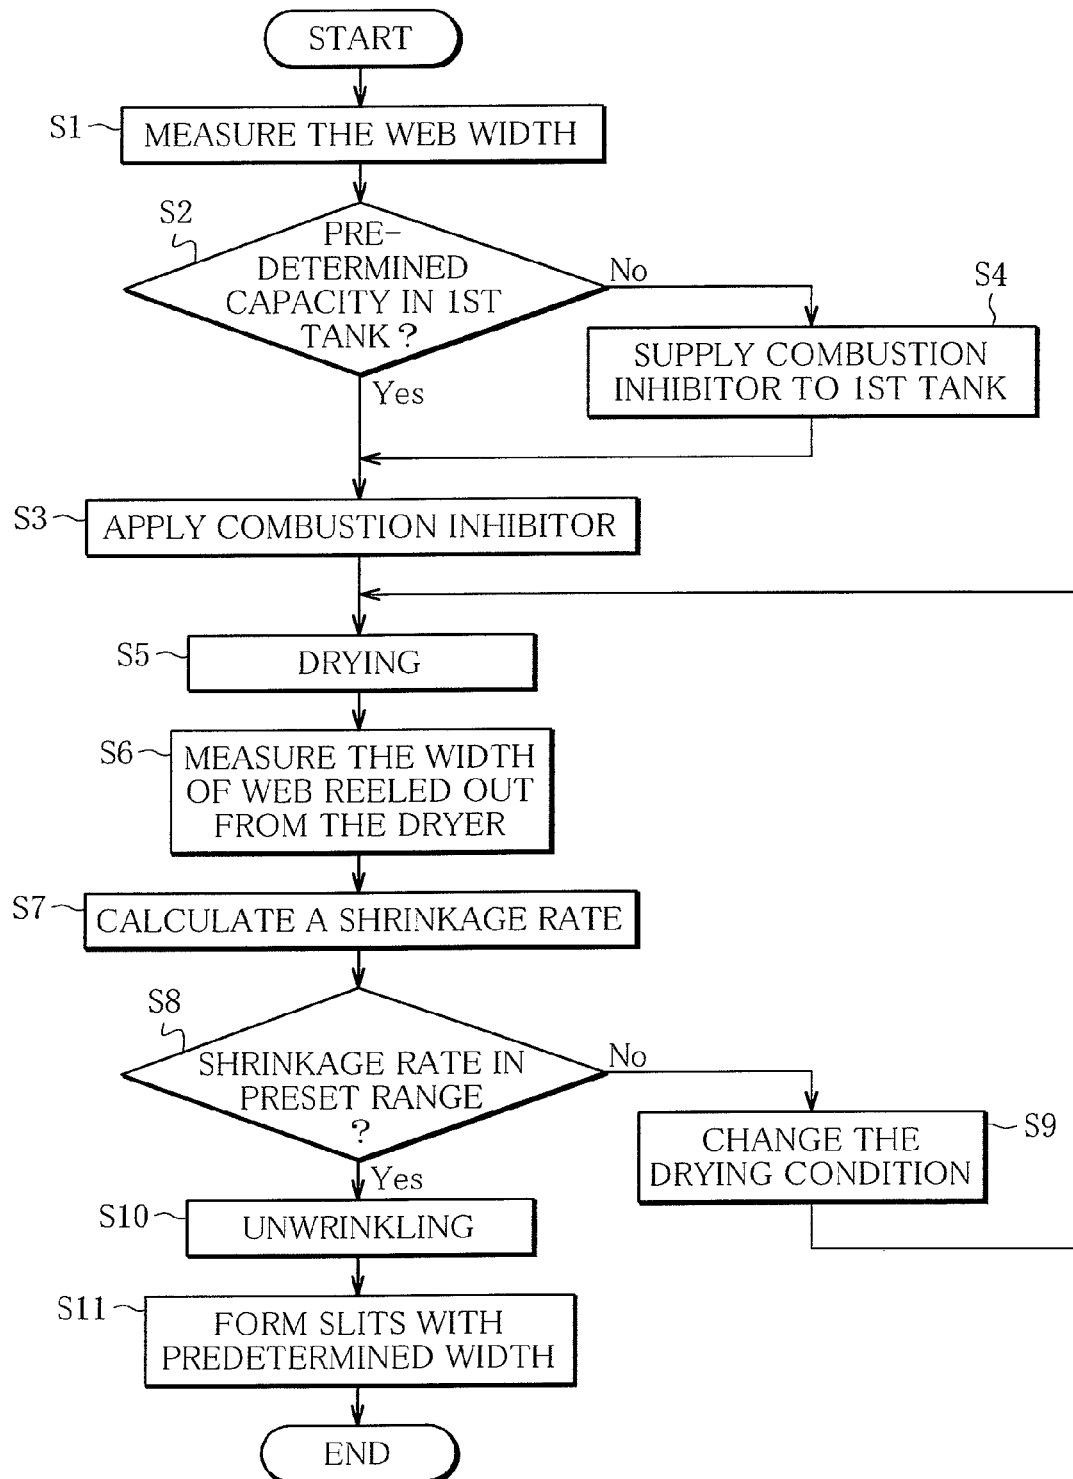 START
S1
MEASURE THE WEB WIDTH
S2
PRE-
DETERMINED
CAPACITY IN 1ST
TANK ?
No
Yes
S4
SUPPLY COMBUSTION
INHIBITOR TO 1ST TANK
S3
APPLY COMBUSTION INHIBITOR
S5
DRYING
S6
MEASURE THE WIDTH
OF WEB REELED OUT
FROM THE DRYER
S7
CALCULATE A SHRINKAGE RATE
S8
SHRINKAGE RATE IN
PRESET RANGE
?
No
Yes
S9
CHANGE THE
DRYING CONDITION
S10
UNWRINKLING
S11
FORM SLITS WITH
PREDETERMINED WIDTH
END